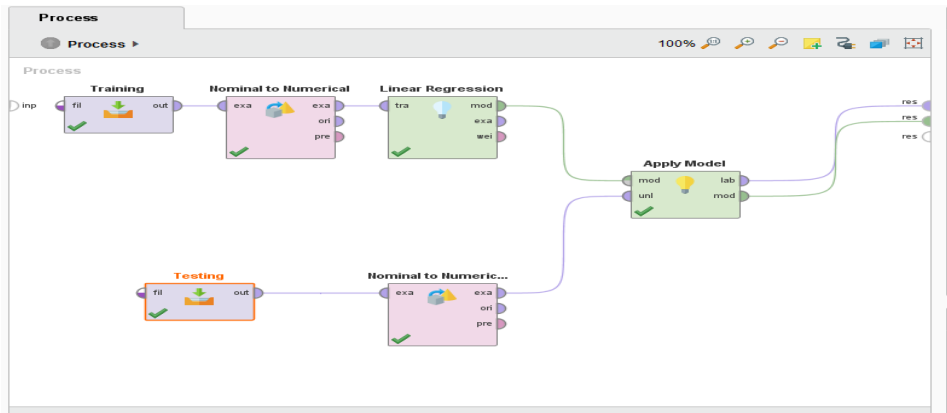 Process
Process
100%
Process
Training
Nominal to Numerical
Linear Regression
inp
fil out
exa exa
ori
pre
tra mod
exa
wei
res
res
res
Apply Model
mod lab
unl mod
Testing
Nominal to Numeric...
fil out
exa exa
ori
pre